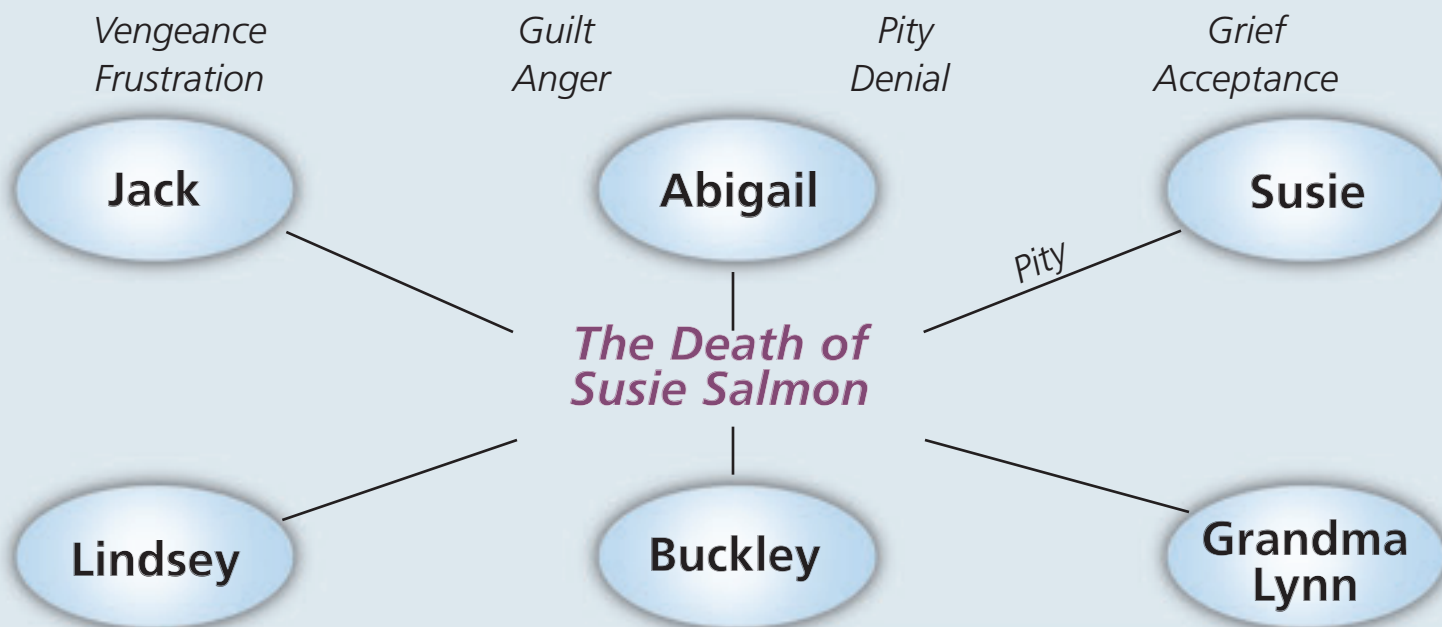 Vengeance Guilt Pity Grief
Frustration Anger Denial Acceptance
Jack Abigail Susie
Pity
The Death of
Susie Salmon
Lindsey Buckley Grandma
Lynn